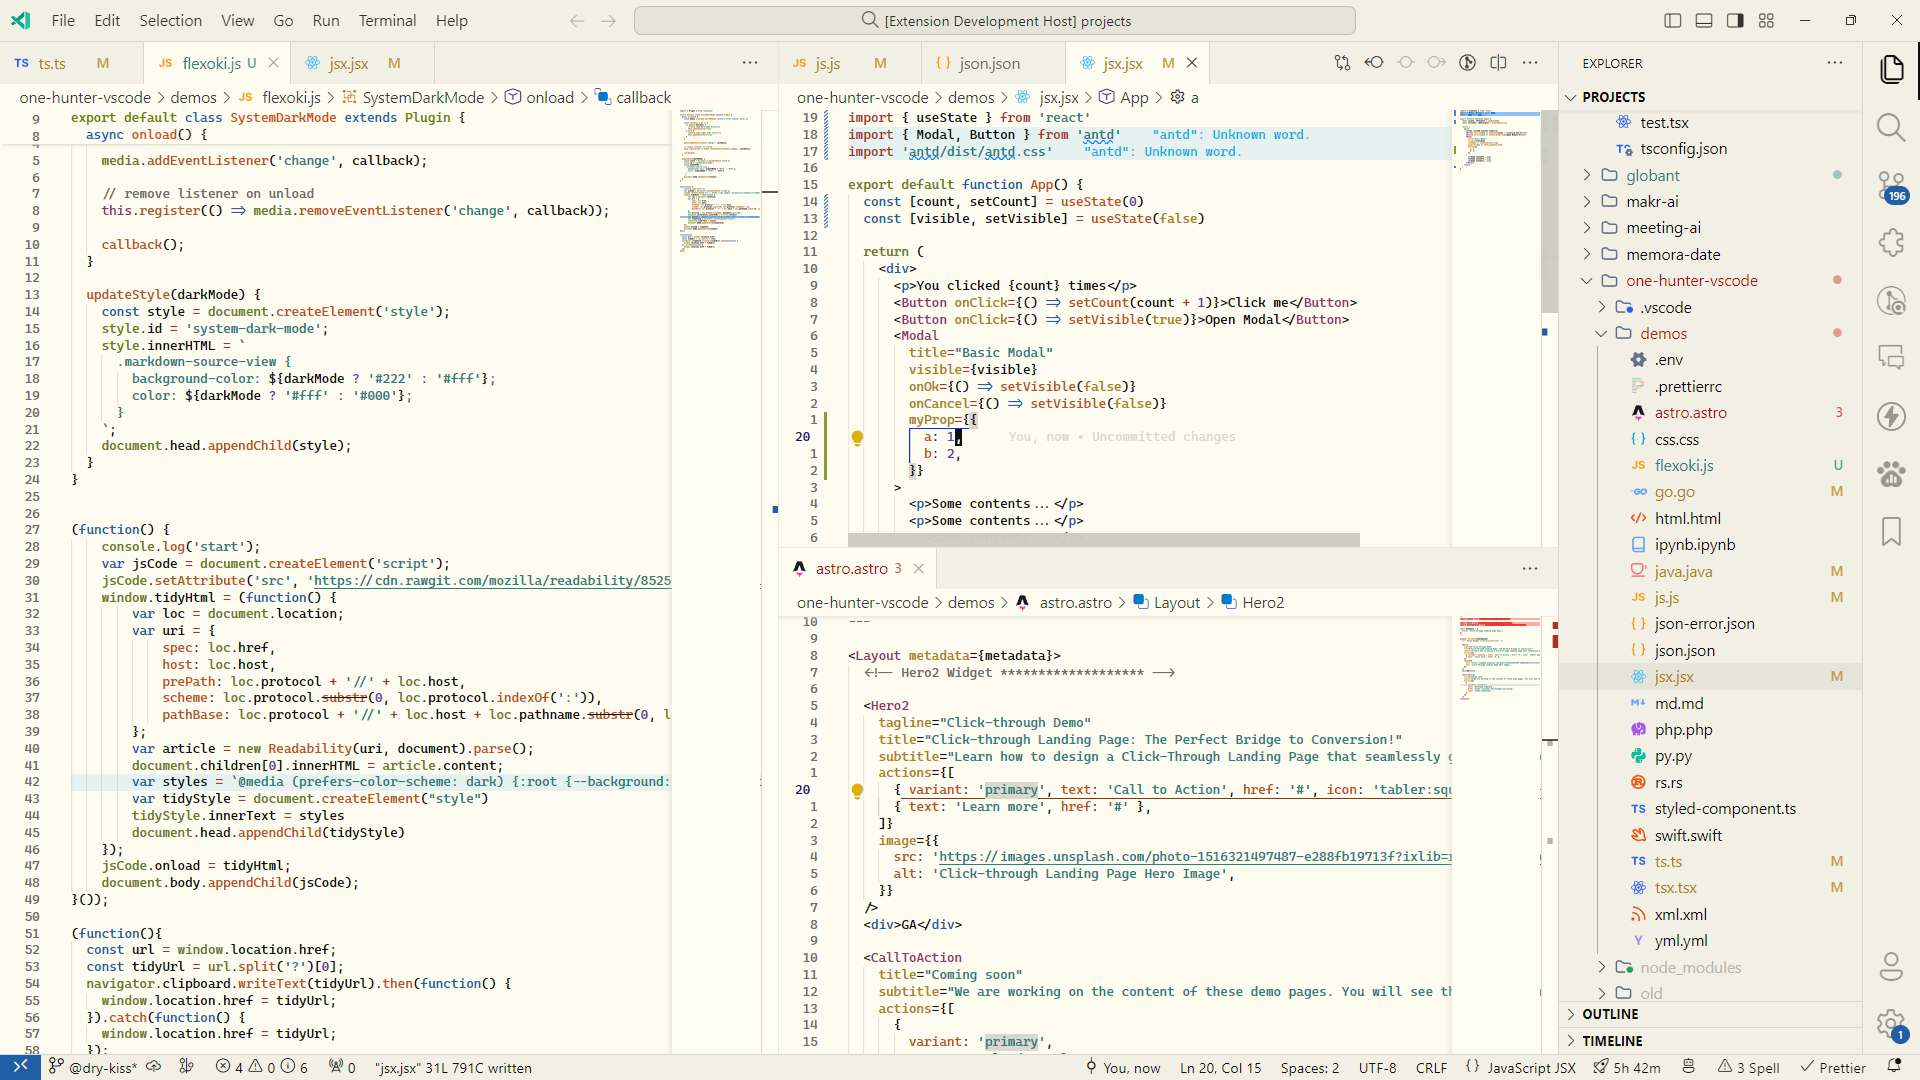 File Edit Selection View Go Run Terminal Help
[Extension Development Host] projects
TS ts.ts M
JS flexoki.js U
jsx.jsx M
one-hunter-vscode > demos > JS flexoki.js > SystemDarkMode > onload > callback
9 export default class SystemDarkMode extends Plugin {
8 async onload() {
5 media.addEventListener('change', callback);
6
7 // remove listener on unload
8 this.register(() => media.removeEventListener('change', callback));
9
10 callback();
11 }
12
13 updateStyle(darkMode) {
14 const style = document.createElement('style');
15 style.id = 'system-dark-mode';
16 style.innerHTML = `
17 .markdown-source-view {
18 background-color: ${darkMode ? '#222' : '#fff'};
19 color: ${darkMode ? '#fff' : '#000'};
20 }
21 `;
22 document.head.appendChild(style);
23 }
24 }
25
26
27 (function() {
28 console.log('start');
29 var jsCode = document.createElement('script');
30 jsCode.setAttribute('src', 'https://cdn.rawgit.com/mozilla/readability/8525
31 window.tidyHtml = (function() {
32 var loc = document.location;
33 var uri = {
34 spec: loc.href,
35 host: loc.host,
36 prePath: loc.protocol + '//' + loc.host,
37 scheme: loc.protocol.substr(0, loc.protocol.indexOf(':')),
38 pathBase: loc.protocol + '//' + loc.host + loc.pathname.substr(0, l
39 };
40 var article = new Readability(uri, document).parse();
41 document.children[0].innerHTML = article.content;
42 var styles = `@media (prefers-color-scheme: dark) {:root {--background:
43 var tidyStyle = document.createElement("style")
44 tidyStyle.innerText = styles
45 document.head.appendChild(tidyStyle)
46 });
47 jsCode.onload = tidyHtml;
48 document.body.appendChild(jsCode);
49 }());
50
51 (function(){
52 const url = window.location.href;
53 const tidyUrl = url.split('?')[0];
54 navigator.clipboard.writeText(tidyUrl).then(function() {
55 window.location.href = tidyUrl;
56 }).catch(function() {
57 window.location.href = tidyUrl;
58 });
JS js.js M
{} json.json
jsx.jsx M
one-hunter-vscode > demos > jsx.jsx > App > a
19 import { useState } from 'react'
18 import { Modal, Button } from 'antd' "antd": Unknown word.
17 import 'antd/dist/antd.css' "antd": Unknown word.
16
15 export default function App() {
14 const [count, setCount] = useState(0)
13 const [visible, setVisible] = useState(false)
12
11 return (
10 <div>
9 <p>You clicked {count} times</p>
8 <Button onClick={() => setCount(count + 1)}>Click me</Button>
7 <Button onClick={() => setVisible(true)}>Open Modal</Button>
6 <Modal
5 title="Basic Modal"
4 visible={visible}
3 onOk={() => setVisible(false)}
2 onCancel={() => setVisible(false)}
1 myProp={{
20 a: 1, You, now • Uncommitted changes
1 b: 2,
2 }}
3 >
4 <p>Some contents...</p>
5 <p>Some contents...</p>
6
astro.astro 3
one-hunter-vscode > demos > astro.astro > Layout > Hero2
10 ---
9
8 <Layout metadata={metadata}>
7 <!-- Hero2 Widget ******************* -->
6
5 <Hero2
4 tagline="Click-through Demo"
3 title="Click-through Landing Page: The Perfect Bridge to Conversion!"
2 subtitle="Learn how to design a Click-Through Landing Page that seamlessly g
1 actions={[
20 { variant: 'primary', text: 'Call to Action', href: '#', icon: 'tabler:squ
1 { text: 'Learn more', href: '#' },
2 ]}
3 image={{
4 src: 'https://images.unsplash.com/photo-1516321497487-e288fb19713f?ixlib=r
5 alt: 'Click-through Landing Page Hero Image',
6 }}
7 />
8 <div>GA</div>
9
10 <CallToAction
11 title="Coming soon"
12 subtitle="We are working on the content of these demo pages. You will see th
13 actions={[
14 {
15 variant: 'primary',
EXPLORER
PROJECTS
test.tsx
tsconfig.json
globant
makr-ai
meeting-ai
memora-date
one-hunter-vscode
.vscode
demos
.env
.prettierrc
astro.astro 3
css.css
JS flexoki.js U
go.go M
html.html
ipynb.ipynb
java.java M
JS js.js M
{} json-error.json
{} json.json
jsx.jsx M
md.md
php.php
py.py
rs.rs
TS styled-component.ts
swift.swift
TS ts.ts M
tsx.tsx M
xml.xml
Y yml.yml
node_modules
old
OUTLINE
TIMELINE
196
1
@dry-kiss* 4 0 6 0 "jsx.jsx" 31L 791C written
You, now Ln 20, Col 15 Spaces: 2 UTF-8 CRLF {} JavaScript JSX 5h 42m 3 Spell Prettier